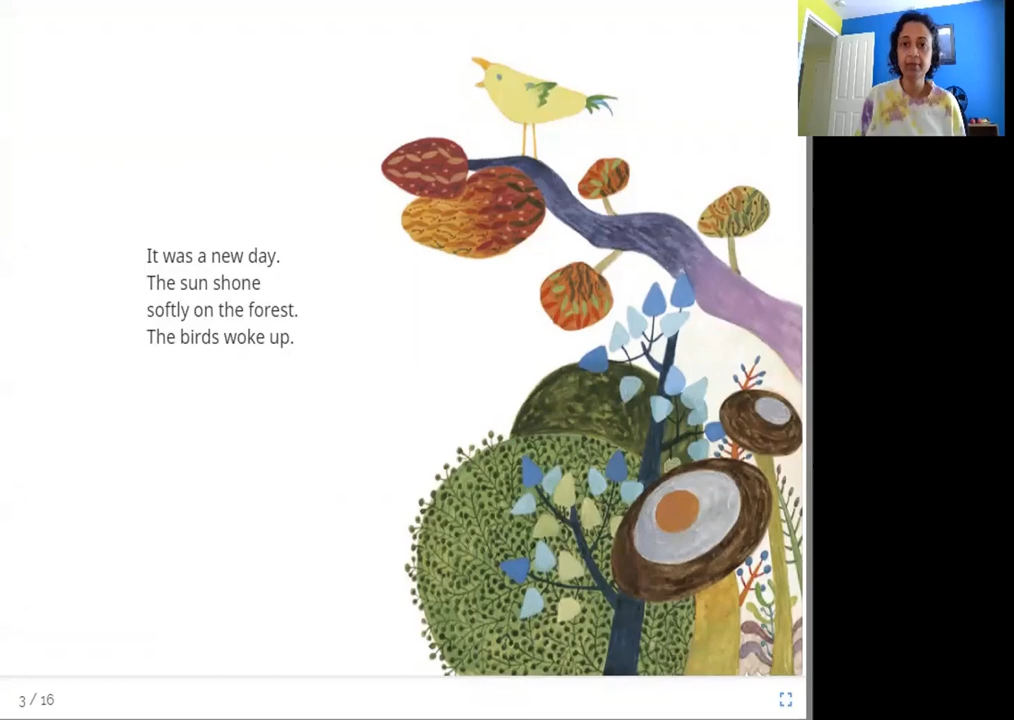 It was a new day.
The sun shone
softly on the forest.
The birds woke up.
3 / 16